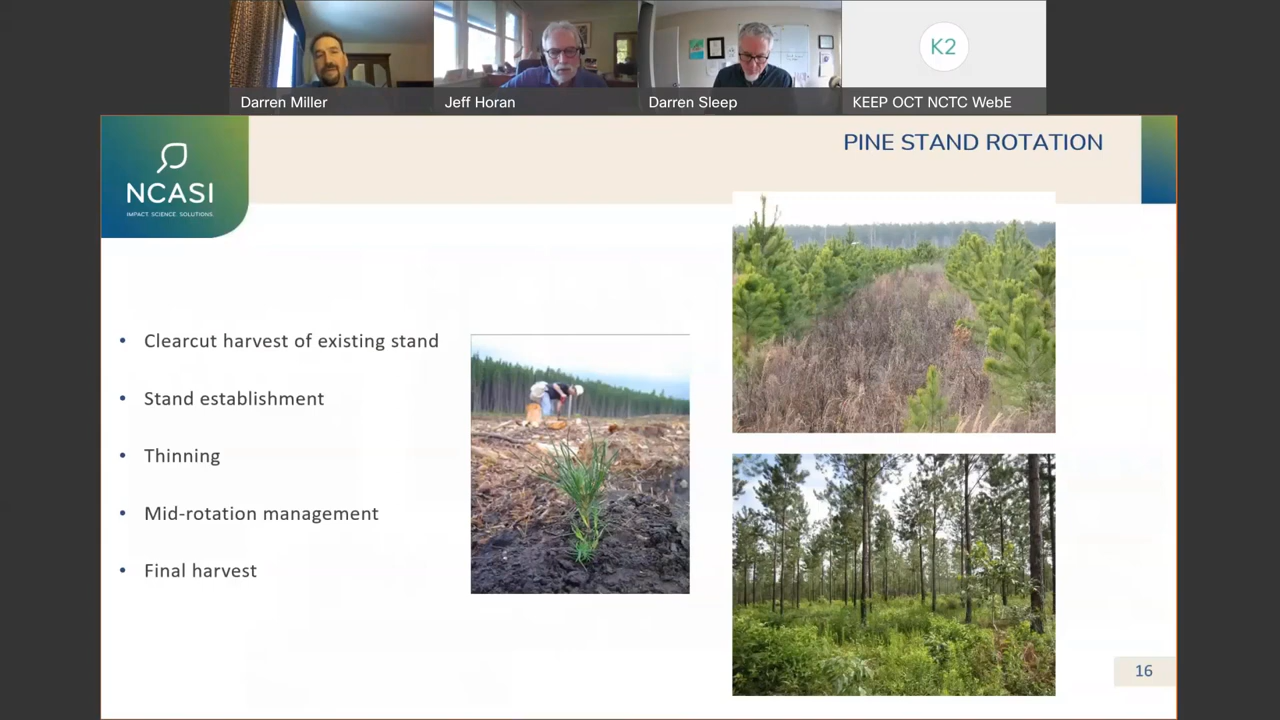 Darren Miller
Jeff Horan
Darren Sleep
K2
KEEP OCT NCTC WebE
NCASI
IMPACT. SCIENCE. SOLUTIONS.
PINE STAND ROTATION
• Clearcut harvest of existing stand
• Stand establishment
• Thinning
• Mid-rotation management
• Final harvest
16